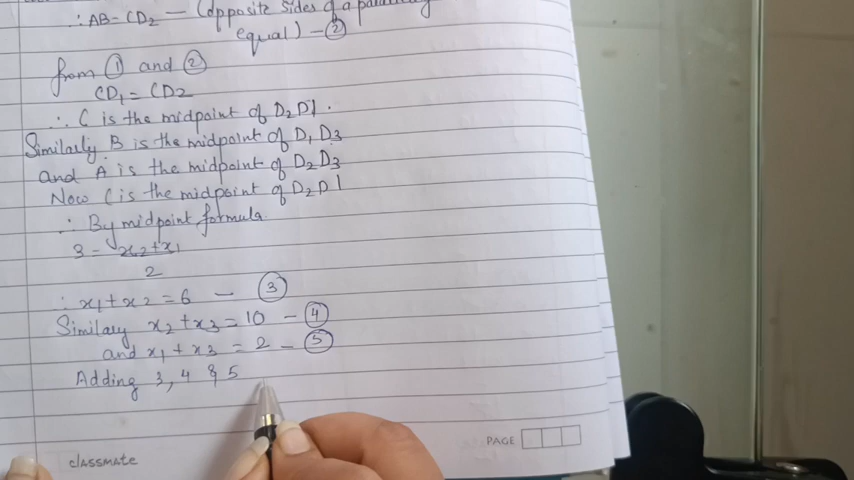 ∴ AB = CD2 — (opposite sides of a
equal) — ②
from ① and ②
CD1 = CD2
∴ C is the midpoint of D2D1.
Similarly B is the midpoint of D1 D3
and A is the midpoint of D2D3
Now C is the midpoint of D2D1
∴ By midpoint formula
3 = x2+x1
2
∴ x1+x2 = 6 — ③
Similary x2+x3 = 10 — ④
and x1+x3 = 2 — ⑤
Adding 3, 4 & 5
PAGE
classmate